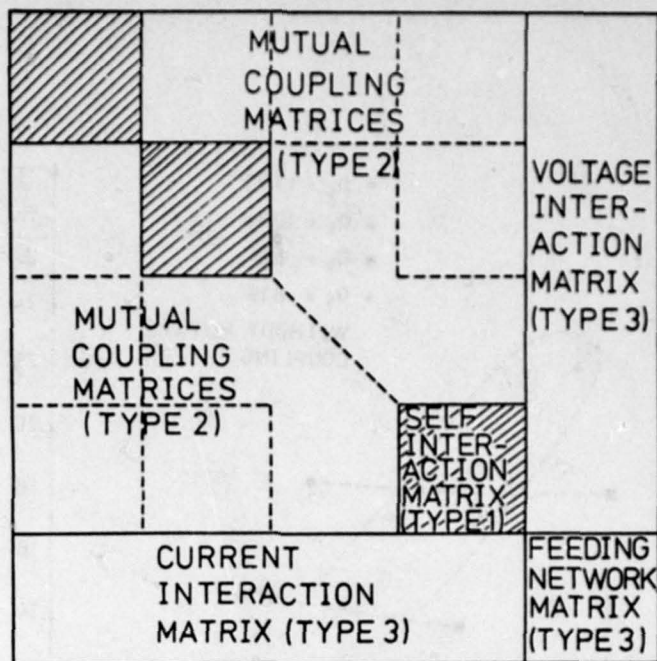 MUTUAL
COUPLING
MATRICES
(TYPE 2)
VOLTAGE
INTER-
ACTION
MATRIX
(TYPE 3)
MUTUAL
COUPLING
MATRICES
(TYPE 2)
SELF
INTER-
ACTION
MATRIX
(TYPE 1)
CURRENT
INTERACTION
MATRIX (TYPE 3)
FEEDING
NETWORK
MATRIX
(TYPE 3)